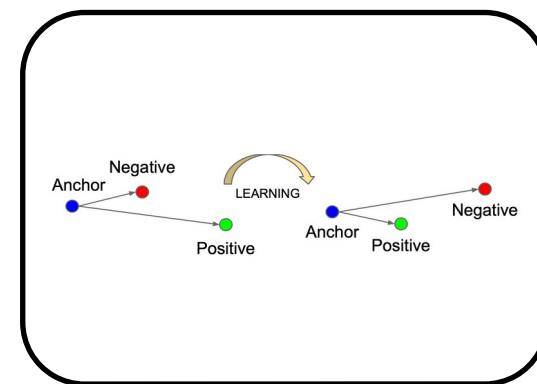 Negative
Anchor
Positive
LEARNING
Anchor
Positive
Negative